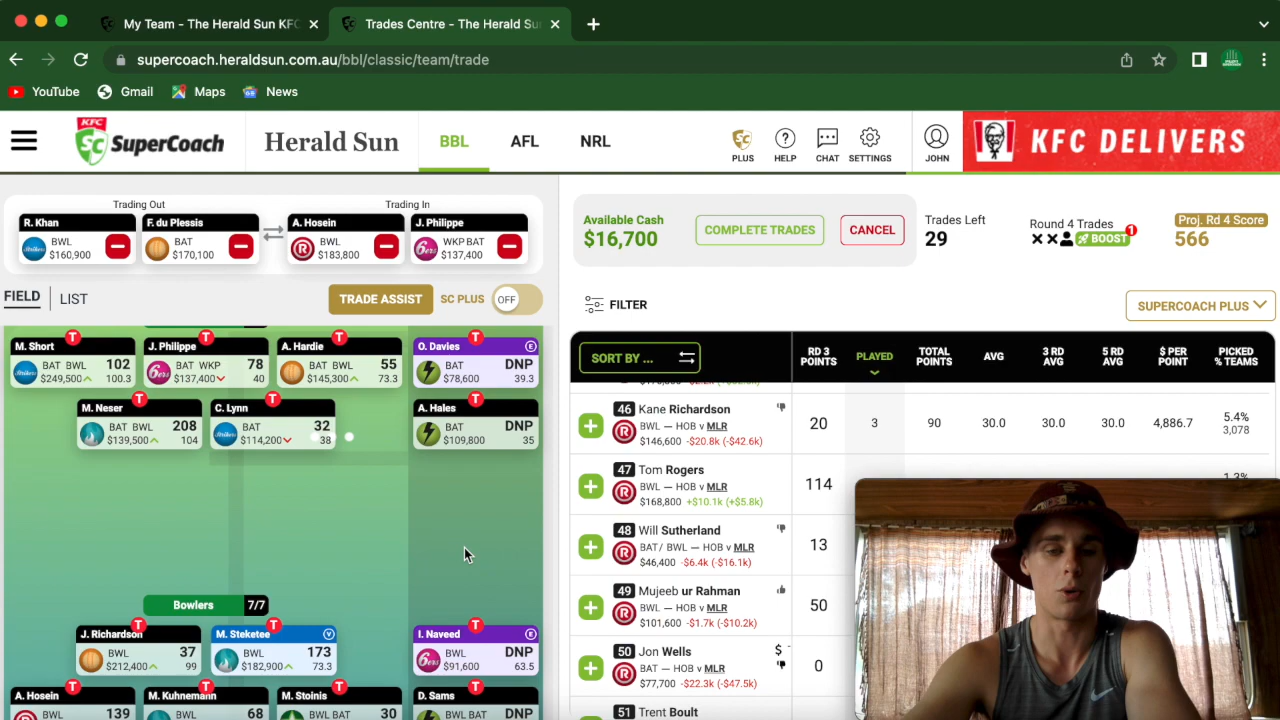 My Team - The Herald Sun KFC
Trades Centre - The Herald Su
supercoach.heraldsun.com.au/bbl/classic/team/trade
YouTube Gmail Maps News
KFC
SC SuperCoach Herald Sun BBL AFL NRL
SC PLUS HELP CHAT SETTINGS JOHN
KFC DELIVERS
Trading Out Trading In
R. Khan F. du Plessis A. Hosein J. Philippe
BWL $160,900 BAT $170,100 BWL $183,800 WKP BAT $137,400
Available Cash
$16,700
COMPLETE TRADES CANCEL
Trades Left
29
Round 4 Trades
BOOST 1
Proj. Rd 4 Score
566
FIELD LIST TRADE ASSIST SC PLUS OFF
FILTER SUPERCOACH PLUS
M. Short T J. Philippe T A. Hardie T O. Davies T E
BAT BWL 102 BAT WKP 78 BAT BWL 55 BAT DNP
$249,500 100.3 $137,400 40 $145,300 73.3 $78,600 39.3
M. Neser T C. Lynn T A. Hales T
BAT BWL 208 BAT 32 BAT DNP
$139,500 104 $114,200 38 $109,800 35
Bowlers 7/7
J. Richardson T M. Steketee T V I. Naveed T E
BWL 37 BWL 173 BWL DNP
$212,400 99 $182,900 73.3 $91,600 63.5
A. Hosein T M. Kuhnemann T M. Stoinis T D. Sams T
BWL 139 BWL 68 BWL BAT 30 BWL BAT DNP
SORT BY ... RD 3 POINTS PLAYED TOTAL POINTS AVG 3 RD AVG 5 RD AVG $ PER POINT PICKED % TEAMS
46 Kane Richardson
BWL — HOB v MLR 20 3 90 30.0 30.0 30.0 4,886.7 5.4%
$146,600 -$20.8k (-$42.6k) 3,078
47 Tom Rogers
BWL — HOB v MLR 114
$168,800 +$10.1k (+$5.8k)
48 Will Sutherland
BAT/ BWL — HOB v MLR 13
$46,400 -$6.4k (-$16.1k)
49 Mujeeb ur Rahman
BWL — HOB v MLR 50
$101,600 -$1.7k (-$10.2k)
50 Jon Wells $
BAT — HOB v MLR 0
$77,700 -$22.3k (-$47.5k)
51 Trent Boult